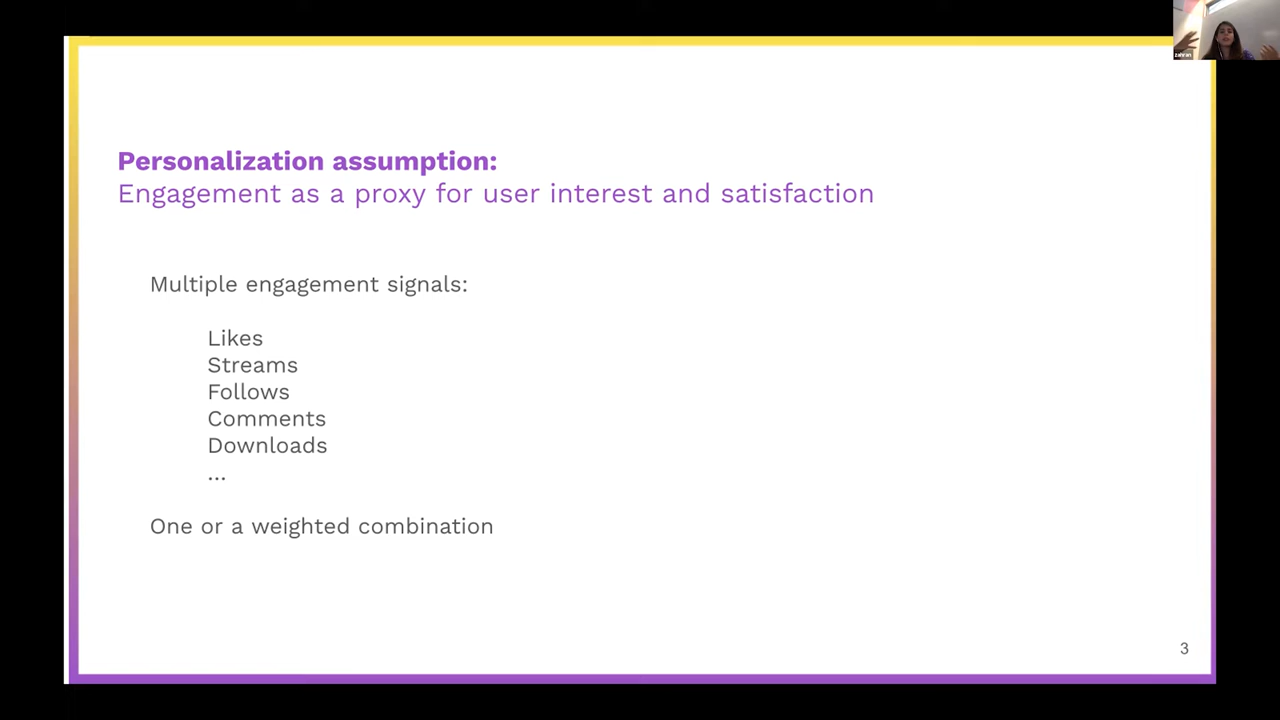 Personalization assumption:
Engagement as a proxy for user interest and satisfaction
Multiple engagement signals:
Likes
Streams
Follows
Comments
Downloads
...
One or a weighted combination
3